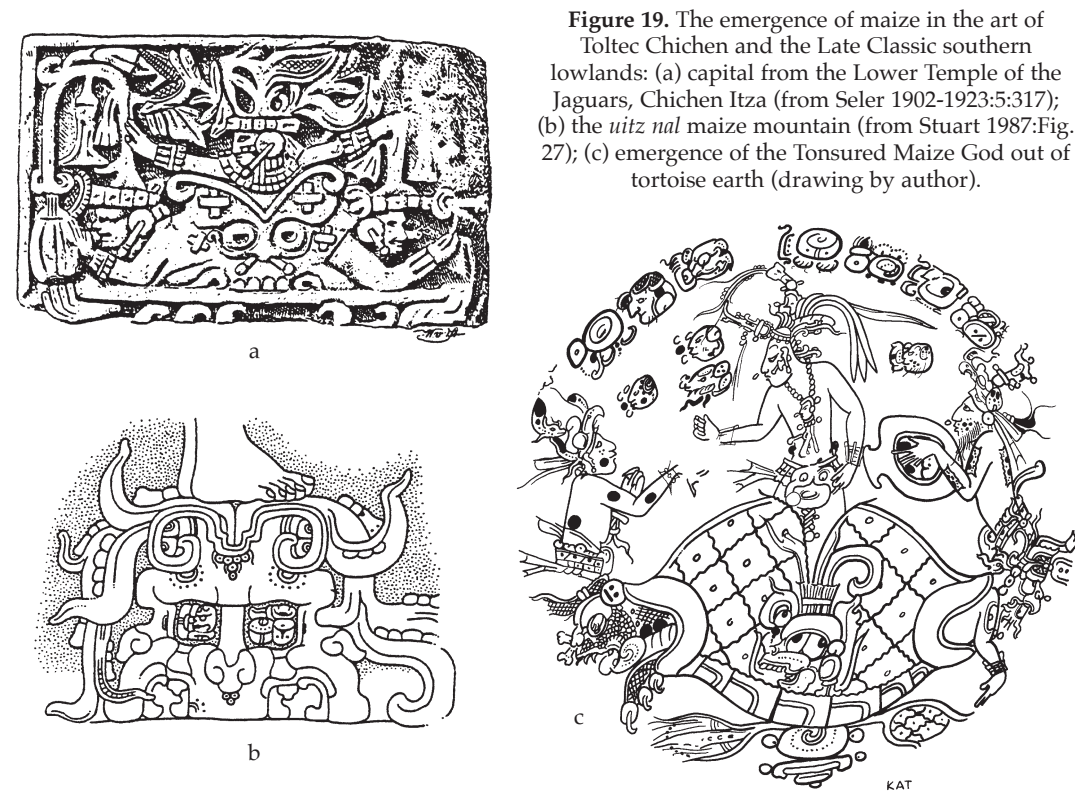 Figure 19. The emergence of maize in the art of
Toltec Chichen and the Late Classic southern
lowlands: (a) capital from the Lower Temple of the
Jaguars, Chichen Itza (from Seler 1902-1923:5:317);
(b) the uitz nal maize mountain (from Stuart 1987:Fig.
27); (c) emergence of the Tonsured Maize God out of
tortoise earth (drawing by author).
a
b
c
KAT